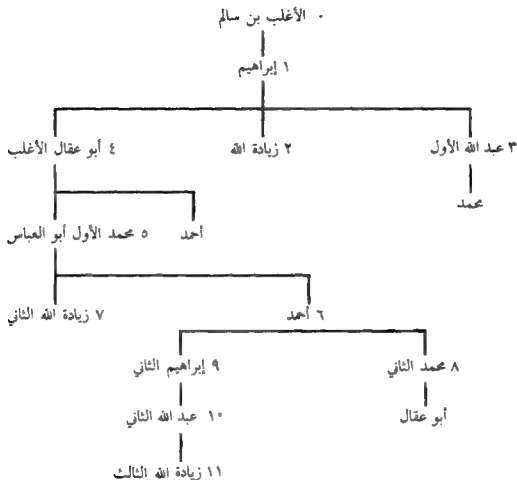 ٠ الأغلب بن سالم
١ إبراهيم
٣ عبد الله الأول
٢ زيادة الله
٤ أبو عقال الأغلب
محمد
أحمد
٥ محمد الأول أبو العباس
٦ أحمد
٧ زيادة الله الثاني
٨ محمد الثاني
٩ إبراهيم الثاني
أبو عقال
١٠ عبد الله الثاني
١١ زيادة الله الثالث